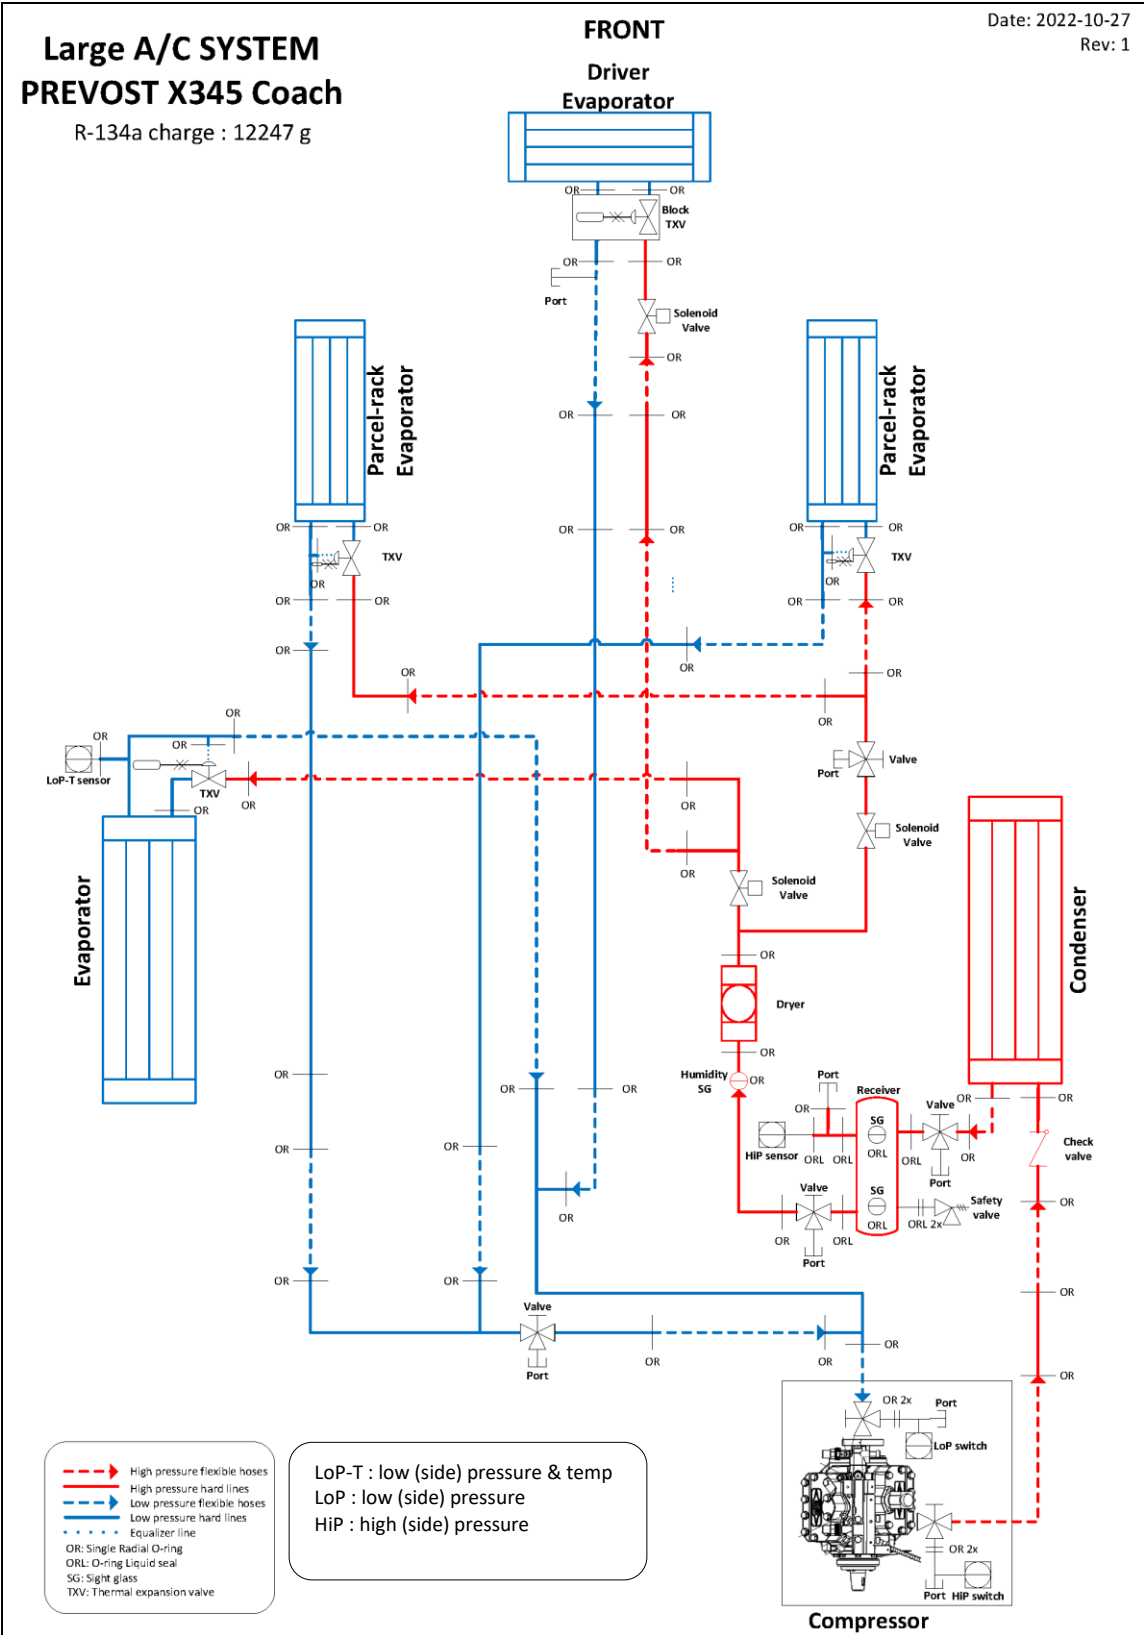 Large A/C SYSTEM
PREVOST X345 Coach
R-134a charge : 12247 g
FRONT
Date: 2022-10-27
Rev: 1
Driver
Evaporator
OR
OR
Block
TXV
OR
OR
Port
Solenoid
Valve
OR
Parcel-rack
Evaporator
Parcel-rack
Evaporator
OR
OR
OR
OR
OR
OR
OR
OR
TXV
OR
TXV
OR
OR
OR
OR
OR
OR
OR
OR
OR
OR
OR
OR
OR
OR
LoP-T sensor
TXV
OR
OR
OR
Port
Valve
Solenoid
Valve
OR
Solenoid
Valve
Evaporator
Condenser
OR
Dryer
OR
OR
OR
OR
Humidity
SG
OR
Port
Receiver
Valve
OR
OR
OR
SG
HiP sensor
ORL
ORL
ORL
ORL
OR
Check
valve
Port
OR
OR
Valve
SG
Safety
valve
OR
OR
OR
ORL
ORL
ORL 2x
Port
OR
OR
OR
Valve
OR
OR
OR
Port
OR
OR 2x
Port
LoP switch
OR 2x
Port
HiP switch
Compressor
High pressure flexible hoses
High pressure hard lines
Low pressure flexible hoses
Low pressure hard lines
Equalizer line
OR: Single Radial O-ring
ORL: O-ring Liquid seal
SG: Sight glass
TXV: Thermal expansion valve
LoP-T : low (side) pressure & temp
LoP : low (side) pressure
HiP : high (side) pressure